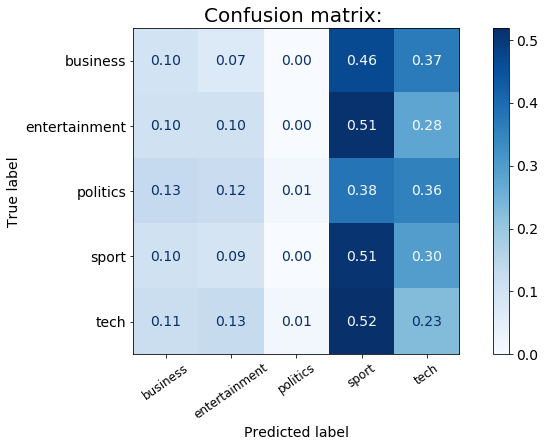 Confusion matrix:
True label
business 0.10 0.07 0.00 0.46 0.37
entertainment 0.10 0.10 0.00 0.51 0.28
politics 0.13 0.12 0.01 0.38 0.36
sport 0.10 0.09 0.00 0.51 0.30
tech 0.11 0.13 0.01 0.52 0.23
business entertainment politics sport tech
Predicted label
0.5
0.4
0.3
0.2
0.1
0.0